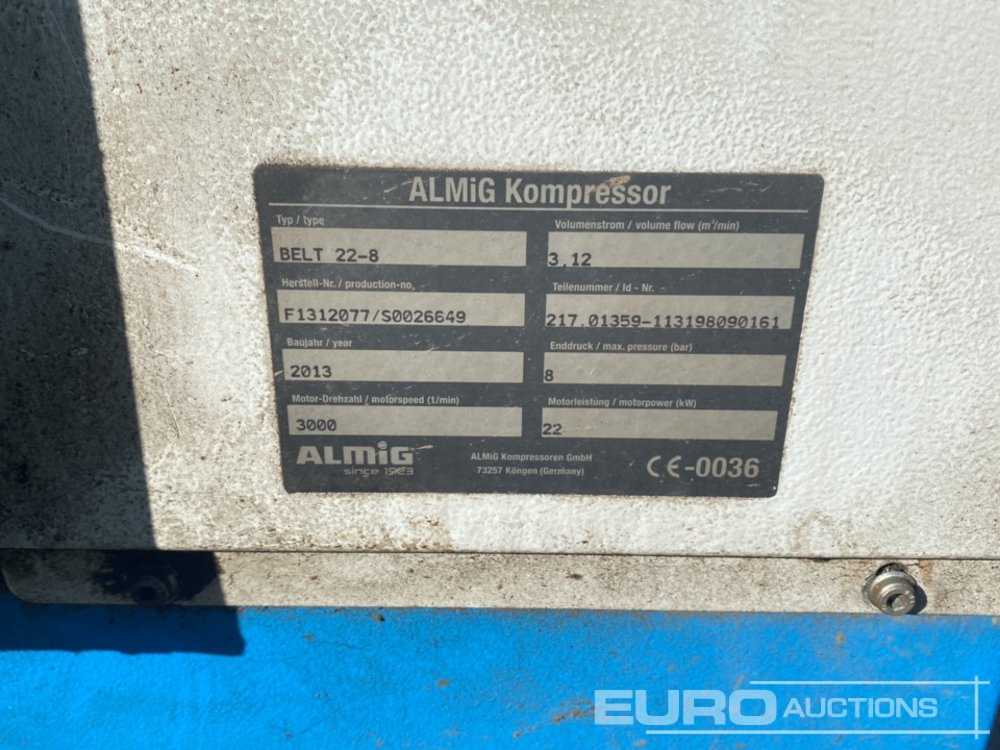 ALMiG Kompressor
Typ / type
BELT 22-8
Volumenstrom / volume flow (m³/min)
3,12
Herstell-Nr. / production-no.
F1312077/S0026649
Teilenummer / Id - Nr.
217.01359-113198090161
Baujahr / year
2013
Enddruck / max. pressure (bar)
8
Motor-Drehzahl / motorspeed (1/min)
3000
Motorleistung / motorpower (kW)
22
ALMiG
since 1923
ALMiG Kompressoren GmbH
73257 Köngen (Germany)
CE-0036
EURO AUCTIONS